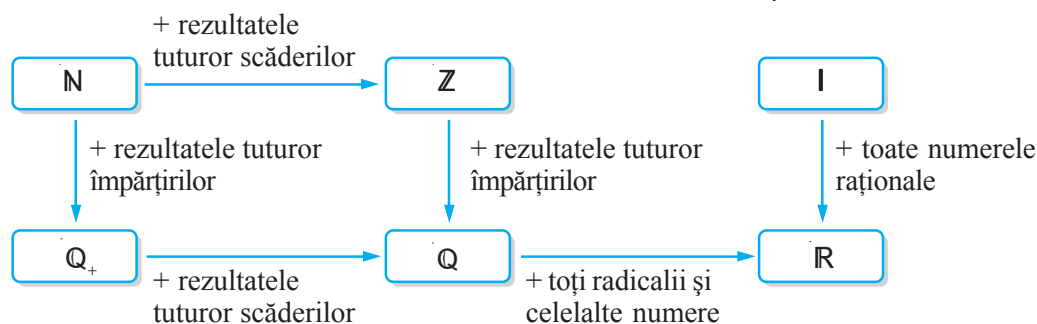 + rezultatele
tuturor scăderilor
ℕ
ℤ
I
+ rezultatele tuturor
împărțirilor
+ rezultatele tuturor
împărțirilor
+ toate numerele
raționale
ℚ₊
ℚ
ℝ
+ rezultatele
tuturor scăderilor
+ toți radicalii şi
celelalte numere